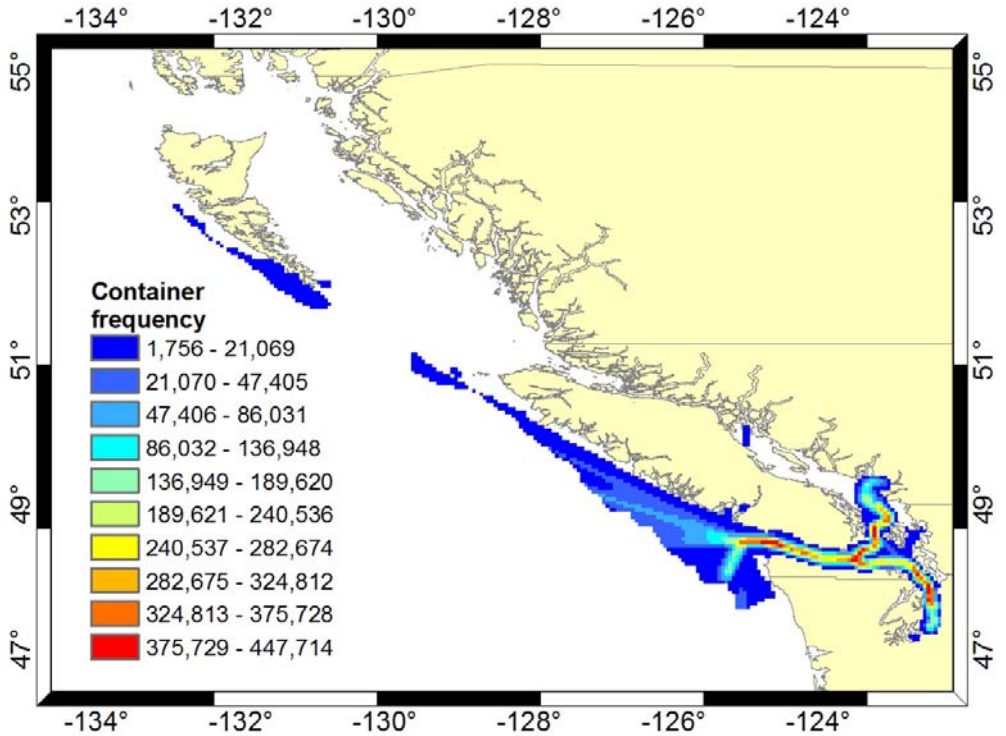 -134° -132° -130° -128° -126° -124°
55° 55°
53° 53°
Container
frequency
1,756 - 21,069
51° 51°
21,070 - 47,405
47,406 - 86,031
86,032 - 136,948
136,949 - 189,620
189,621 - 240,536
49° 49°
240,537 - 282,674
282,675 - 324,812
324,813 - 375,728
375,729 - 447,714
47° 47°
-134° -132° -130° -128° -126° -124°